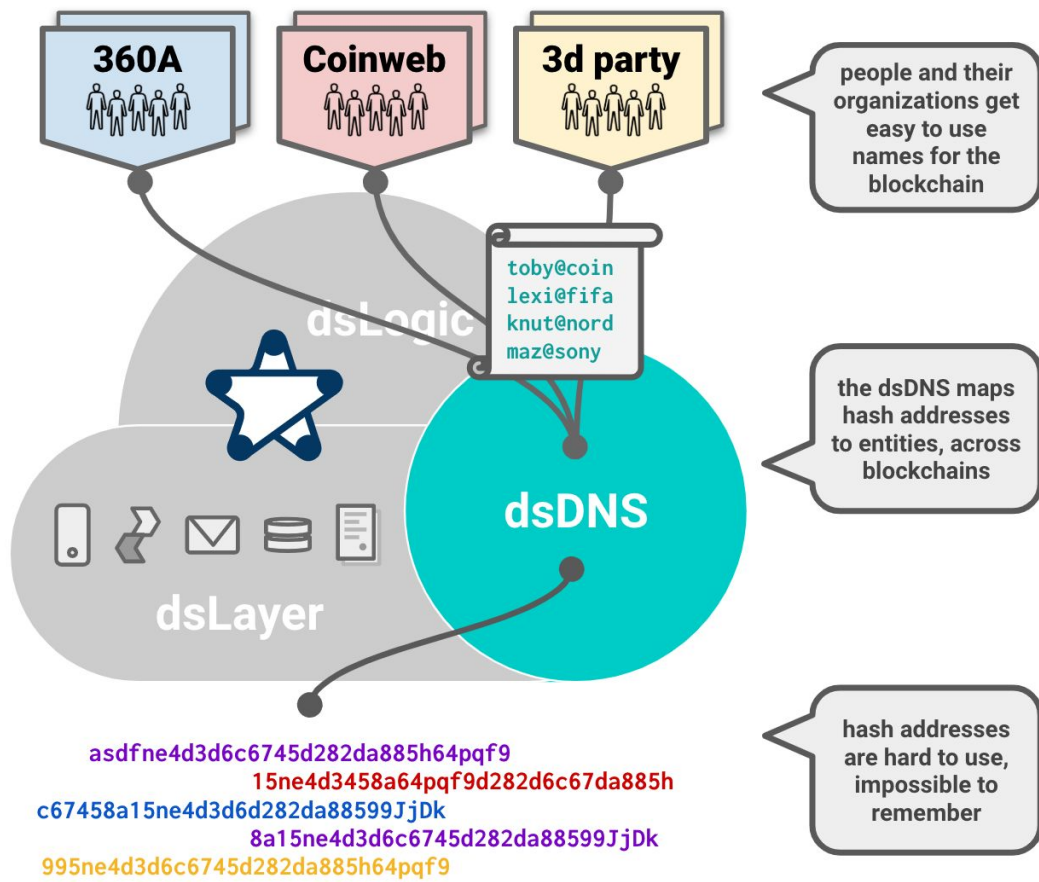 360A
Coinweb
3d party
people and their
organizations get
easy to use
names for the
blockchain
toby@coin
lexi@fifa
knut@nord
maz@sony
dsLogic
the dsDNS maps
hash addresses
to entities, across
blockchains
dsDNS
dsLayer
hash addresses
are hard to use,
impossible to
remember
asdfne4d3d6c6745d282da885h64pqf9
15ne4d3458a64pqf9d282d6c67da885h
c67458a15ne4d3d6d282da88599JjDk
8a15ne4d3d6c6745d282da88599JjDk
995ne4d3d6c6745d282da885h64pqf9